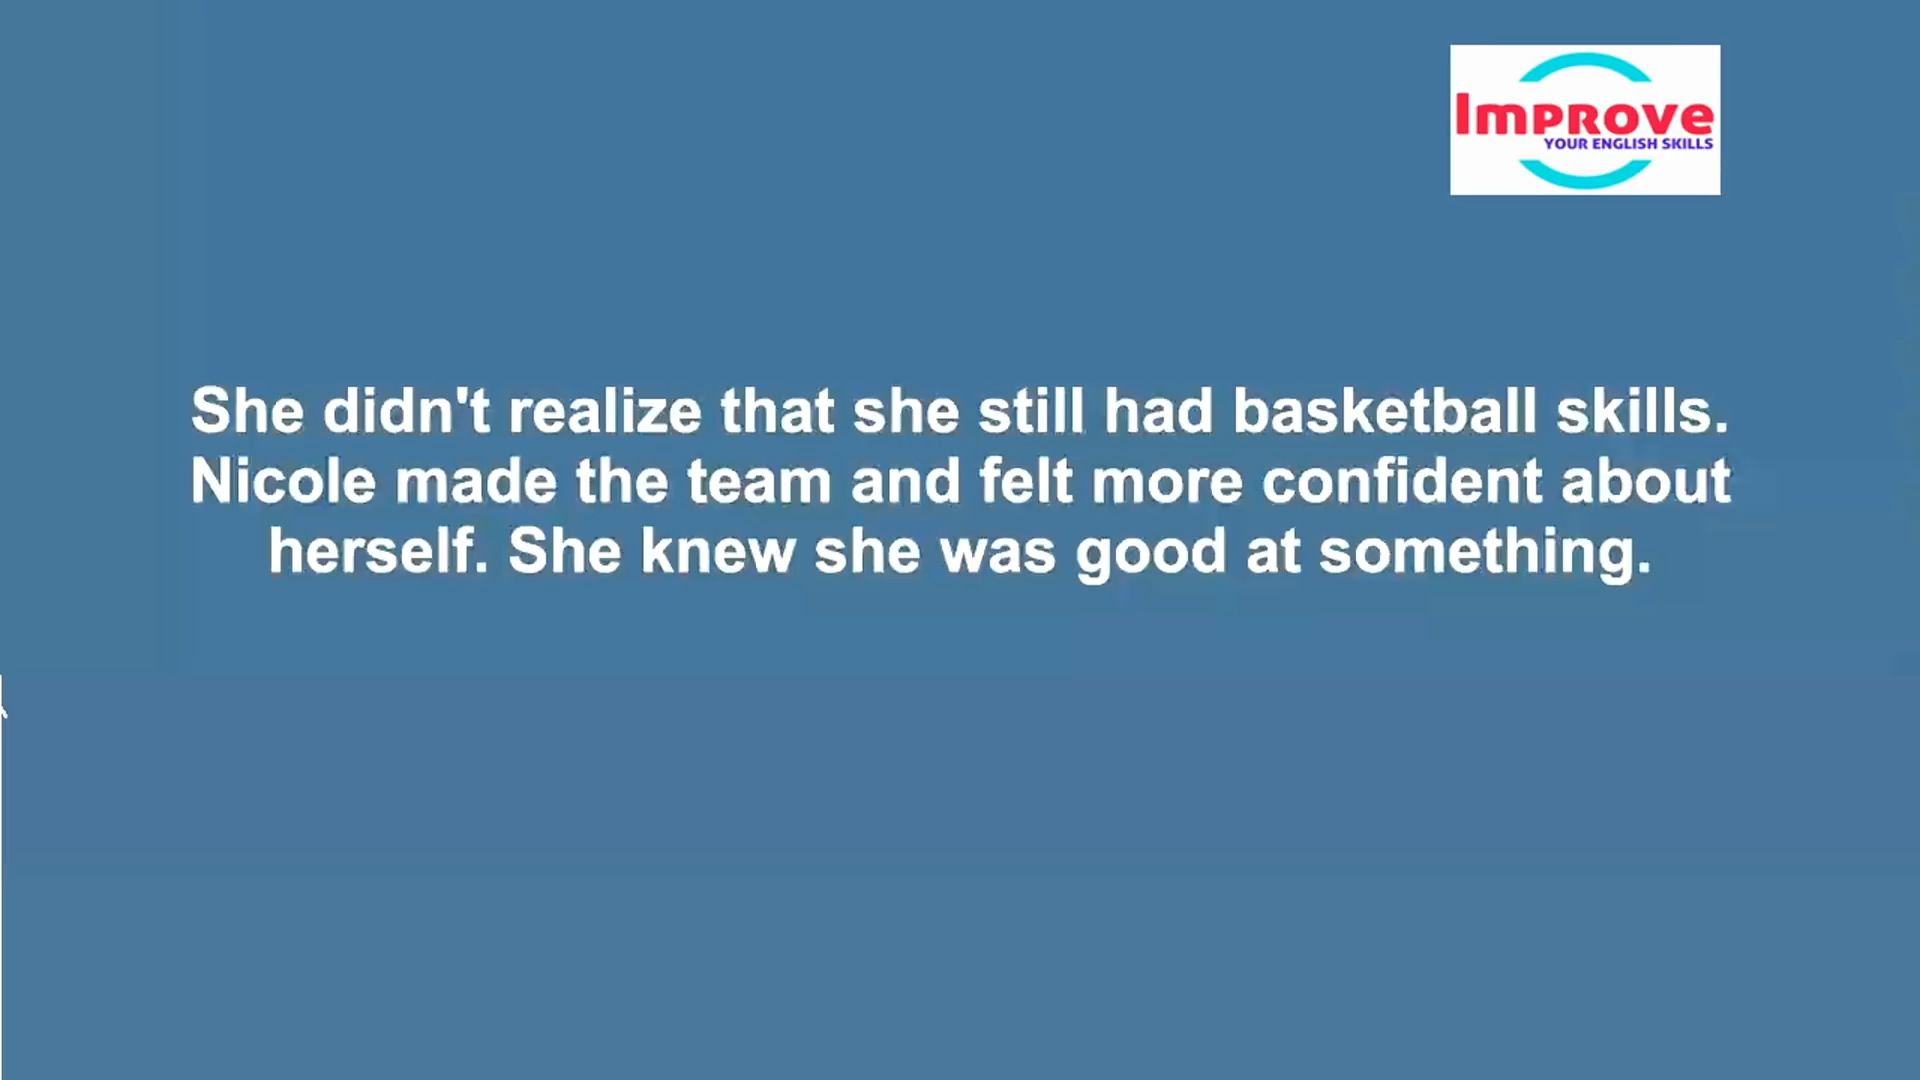 Improve
YOUR ENGLISH SKILLS
She didn't realize that she still had basketball skills.
Nicole made the team and felt more confident about
herself. She knew she was good at something.